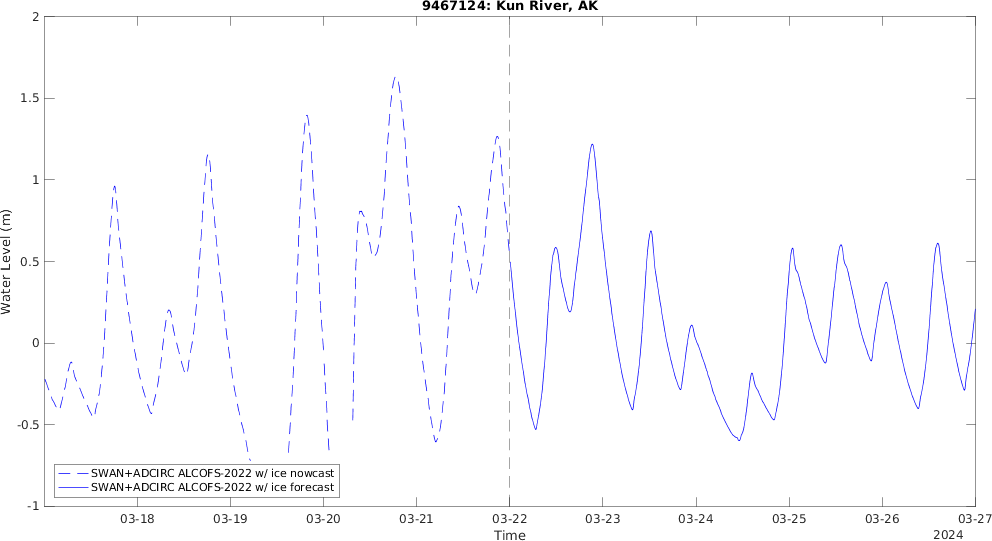 9467124: Kun River, AK
Water Level (m)
2
1.5
1
0.5
0
-0.5
-1
SWAN+ADCIRC ALCOFS-2022 w/ ice nowcast
SWAN+ADCIRC ALCOFS-2022 w/ ice forecast
03-18 03-19 03-20 03-21 03-22 03-23 03-24 03-25 03-26 03-27
Time
2024